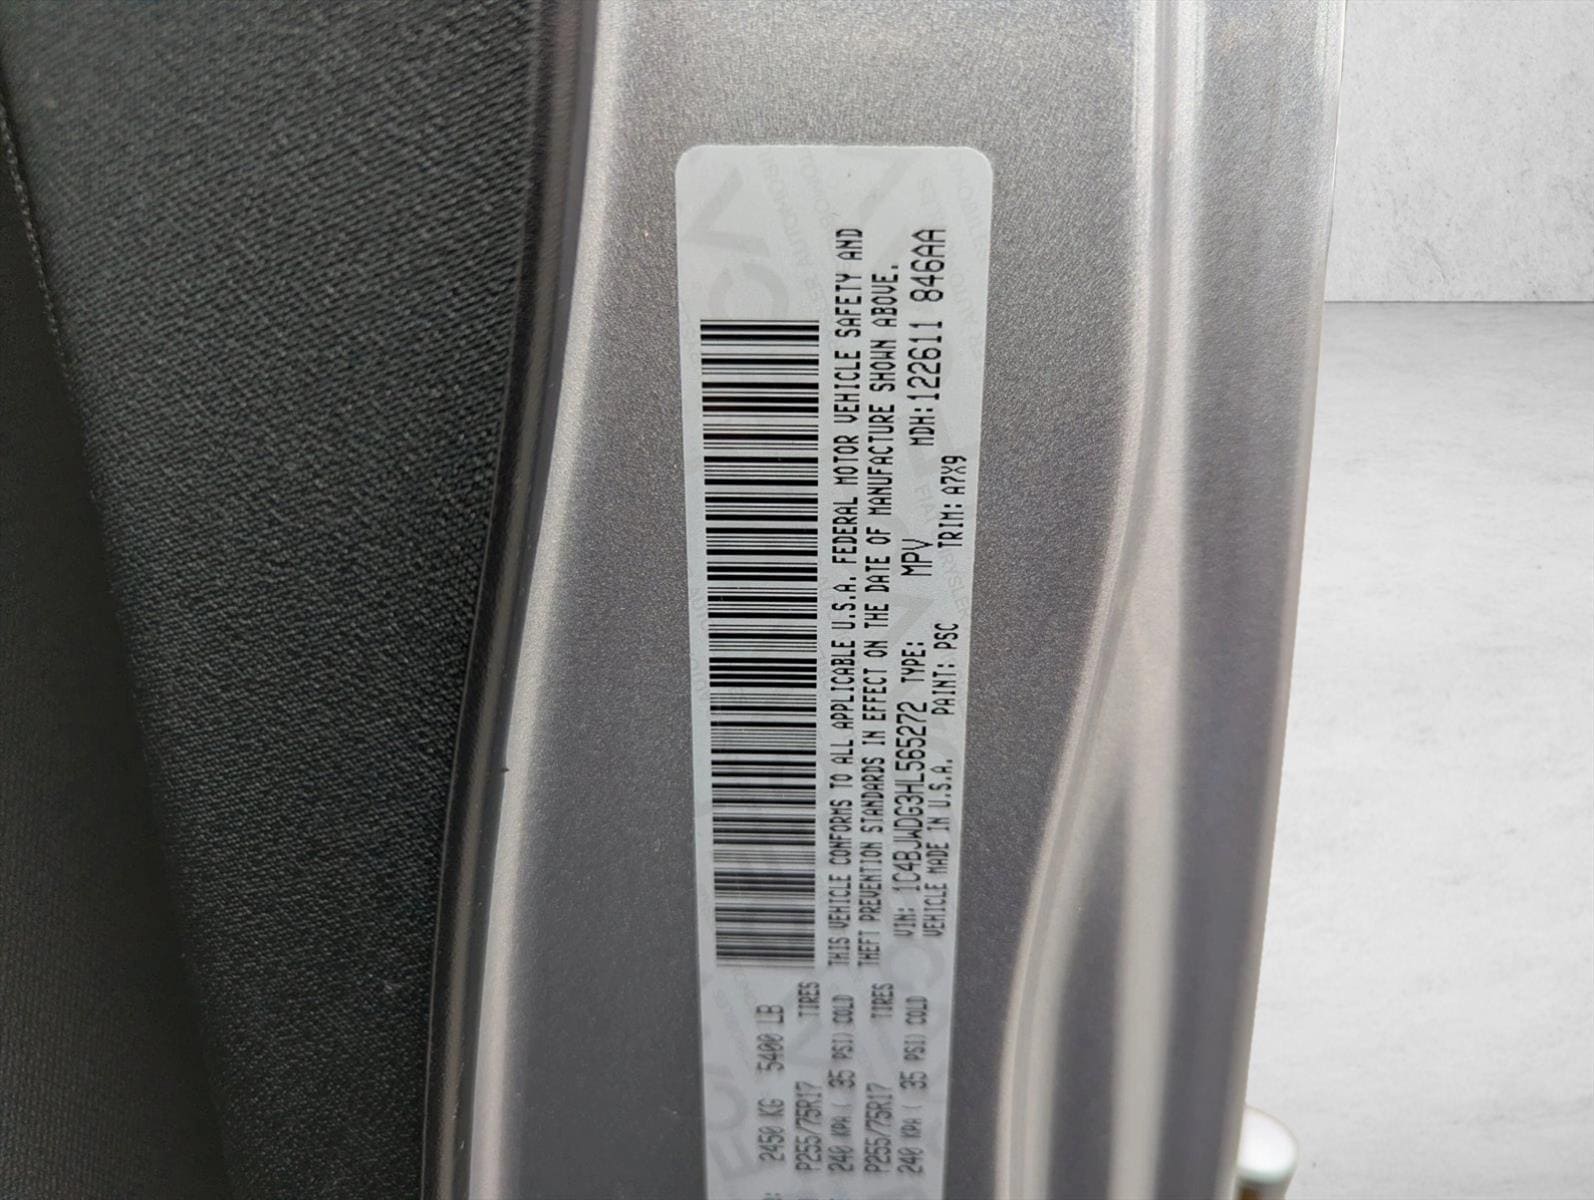 2450 KG 5400 LB
P255/75R17 TIRES
240 KPA ( 35 PSI) COLD
P255/75R17 TIRES
240 KPA ( 35 PSI) COLD
THIS VEHICLE CONFORMS TO ALL APPLICABLE U.S.A. FEDERAL MOTOR VEHICLE SAFETY AND
THEFT PREVENTION STANDARDS IN EFFECT ON THE DATE OF MANUFACTURE SHOWN ABOVE.
VIN: 1C4BJWDG3HL565272 TYPE: MPV MDH:122611 846AA
VEHICLE MADE IN U.S.A. PAINT: PSC TRIM: A7X9